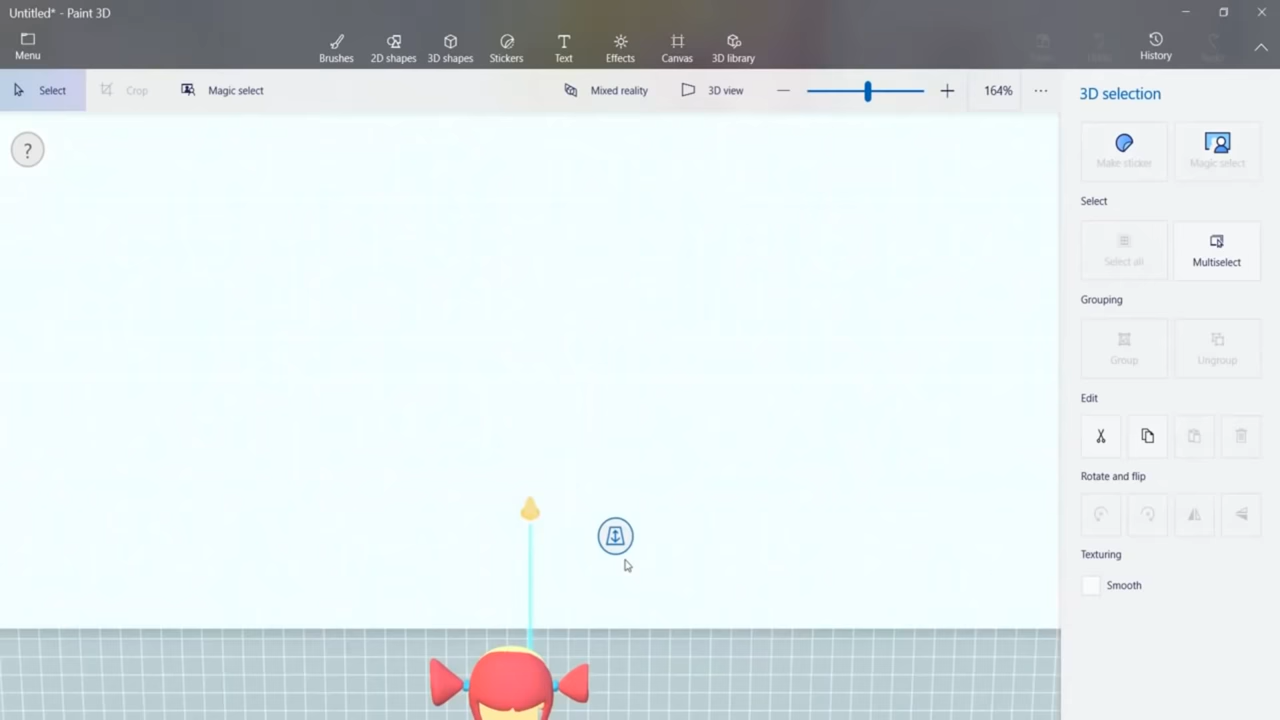 Untitled* - Paint 3D
Menu
Brushes
2D shapes
3D shapes
Stickers
Text
Effects
Canvas
3D library
History
Select
Crop
Magic select
Mixed reality
3D view
164%
3D selection
?
Make sticker
Magic select
Select
Select all
Multiselect
Grouping
Group
Ungroup
Edit
Rotate and flip
Texturing
Smooth